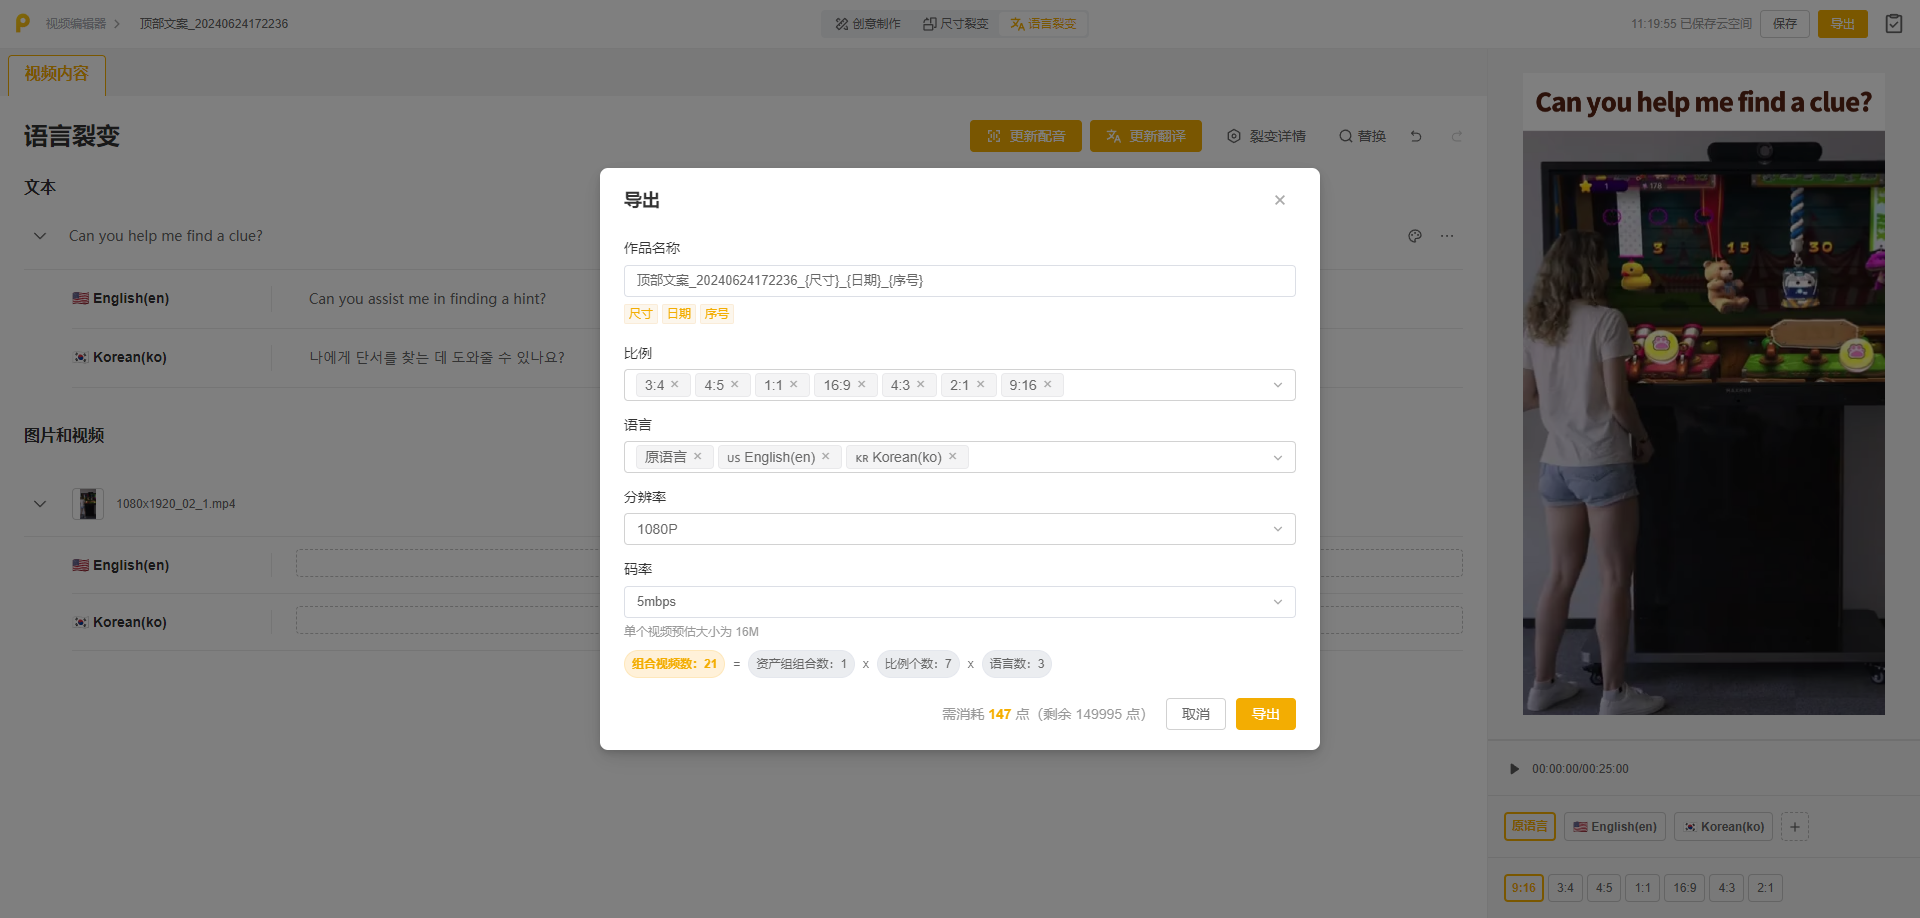 视频编辑器 > 顶部文案_20240624172236
创意制作 尺寸裂变 语言裂变
11:19:55 已保存云空间 保存 导出
视频内容
语言裂变
更新配音 更新翻译 裂变详情 替换
文本
Can you help me find a clue?
English(en) Can you assist me in finding a hint?
Korean(ko) 나에게 단서를 찾는 데 도와줄 수 있나요?
图片和视频
1080x1920_02_1.mp4
English(en)
Korean(ko)
导出
作品名称
顶部文案_20240624172236_{尺寸}_{日期}_{序号}
尺寸 日期 序号
比例
3:4 4:5 1:1 16:9 4:3 2:1 9:16
语言
原语言 US English(en) KR Korean(ko)
分辨率
1080P
码率
5mbps
单个视频预估大小为 16M
组合视频数：21 = 资产组组合数：1 x 比例个数：7 x 语言数：3
需消耗 147 点（剩余 149995 点） 取消 导出
Can you help me find a clue?
1 178
3 15 30
00:00:00/00:25:00
原语言 English(en) Korean(ko) +
9:16 3:4 4:5 1:1 16:9 4:3 2:1